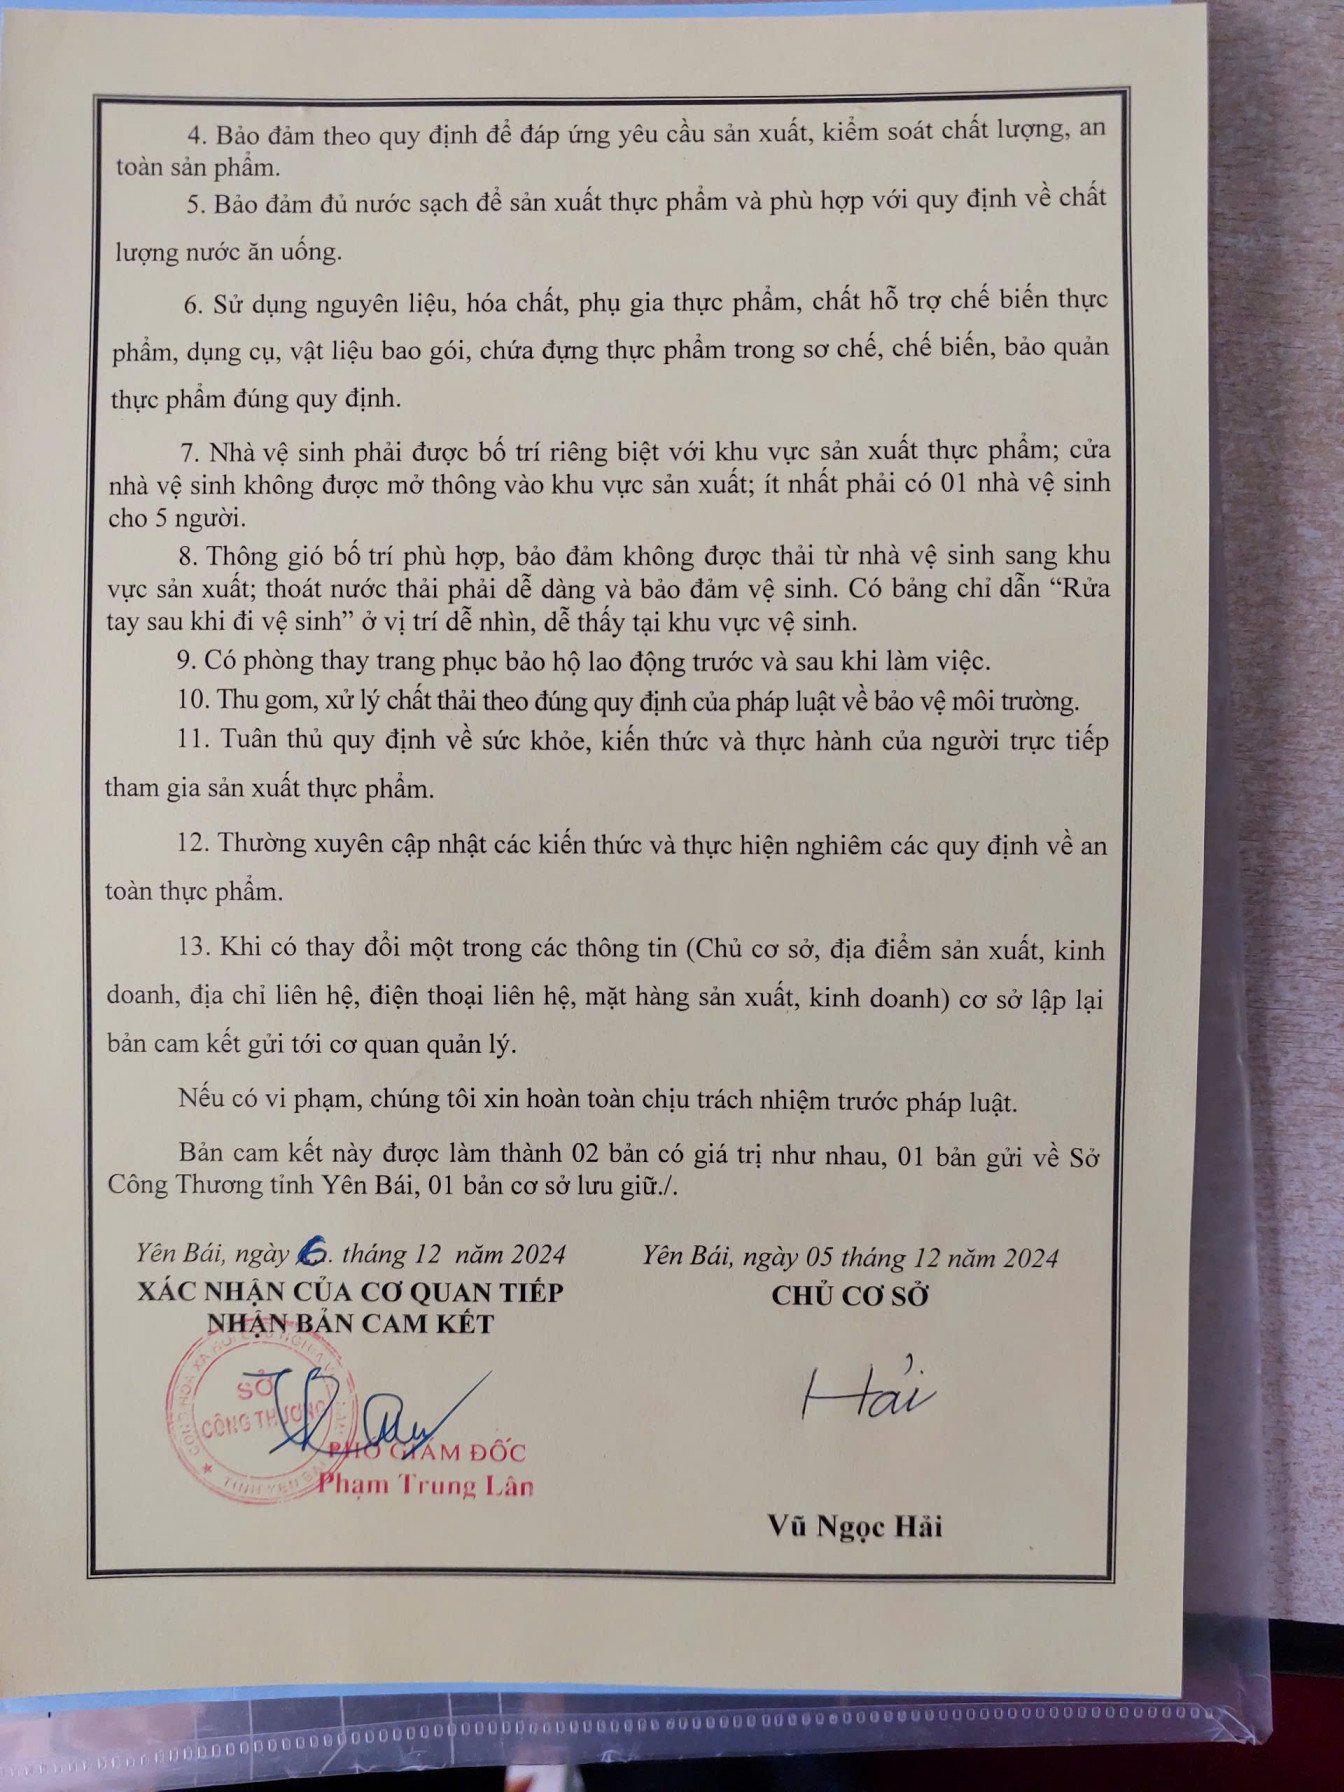 4. Bảo đảm theo quy định để đáp ứng yêu cầu sản xuất, kiểm soát chất lượng, an
toàn sản phẩm.
5. Bảo đảm đủ nước sạch để sản xuất thực phẩm và phù hợp với quy định về chất
lượng nước ăn uống.
6. Sử dụng nguyên liệu, hóa chất, phụ gia thực phẩm, chất hỗ trợ chế biến thực
phẩm, dụng cụ, vật liệu bao gói, chứa đựng thực phẩm trong sơ chế, chế biến, bảo quản
thực phẩm đúng quy định.
7. Nhà vệ sinh phải được bố trí riêng biệt với khu vực sản xuất thực phẩm; cửa
nhà vệ sinh không được mở thông vào khu vực sản xuất; ít nhất phải có 01 nhà vệ sinh
cho 5 người.
8. Thông gió bố trí phù hợp, bảo đảm không được thải từ nhà vệ sinh sang khu
vực sản xuất; thoát nước thải phải dễ dàng và bảo đảm vệ sinh. Có bảng chỉ dẫn “Rửa
tay sau khi đi vệ sinh” ở vị trí dễ nhìn, dễ thấy tại khu vực vệ sinh.
9. Có phòng thay trang phục bảo hộ lao động trước và sau khi làm việc.
10. Thu gom, xử lý chất thải theo đúng quy định của pháp luật về bảo vệ môi trường.
11. Tuân thủ quy định về sức khỏe, kiến thức và thực hành của người trực tiếp
tham gia sản xuất thực phẩm.
12. Thường xuyên cập nhật các kiến thức và thực hiện nghiêm các quy định về an
toàn thực phẩm.
13. Khi có thay đổi một trong các thông tin (Chủ cơ sở, địa điểm sản xuất, kinh
doanh, địa chỉ liên hệ, điện thoại liên hệ, mặt hàng sản xuất, kinh doanh) cơ sở lập lại
bản cam kết gửi tới cơ quan quản lý.
Nếu có vi phạm, chúng tôi xin hoàn toàn chịu trách nhiệm trước pháp luật.
Bản cam kết này được làm thành 02 bản có giá trị như nhau, 01 bản gửi về Sở
Công Thương tỉnh Yên Bái, 01 bản cơ sở lưu giữ./.
Yên Bái, ngày 6. tháng 12 năm 2024
XÁC NHẬN CỦA CƠ QUAN TIẾP
NHẬN BẢN CAM KẾT
SỞ
CÔNG THƯƠNG
TỈNH YÊN BÁI
PHÓ GIÁM ĐỐC
Phạm Trung Lân
Yên Bái, ngày 05 tháng 12 năm 2024
CHỦ CƠ SỞ
Hải
Vũ Ngọc Hải